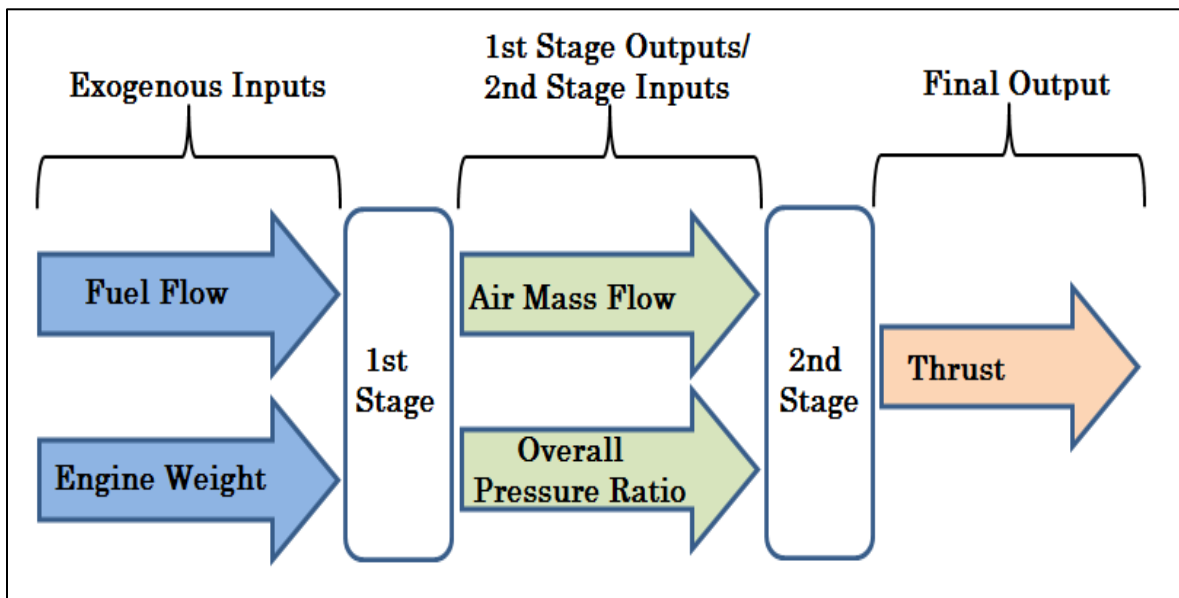 Exogenous Inputs
1st Stage Outputs/
2nd Stage Inputs
Final Output
Fuel Flow
Engine Weight
1st
Stage
Air Mass Flow
Overall
Pressure Ratio
2nd
Stage
Thrust